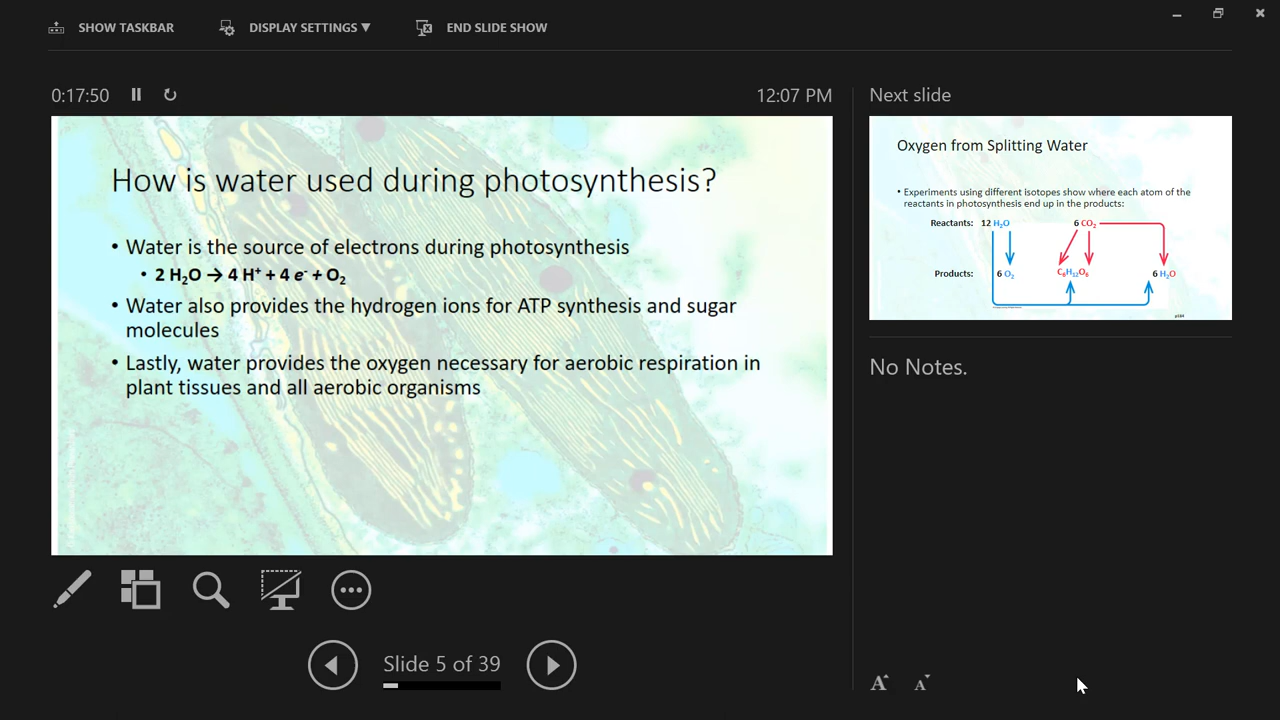 SHOW TASKBAR DISPLAY SETTINGS ▼ END SLIDE SHOW
0:17:50 12:07 PM
How is water used during photosynthesis?
• Water is the source of electrons during photosynthesis
• 2 H₂O → 4 H⁺ + 4 e⁻ + O₂
• Water also provides the hydrogen ions for ATP synthesis and sugar
molecules
• Lastly, water provides the oxygen necessary for aerobic respiration in
plant tissues and all aerobic organisms
Slide 5 of 39
Next slide
Oxygen from Splitting Water
• Experiments using different isotopes show where each atom of the
reactants in photosynthesis end up in the products:
Reactants: 12 H₂O 6 CO₂
Products: 6 O₂ C₆H₁₂O₆ 6 H₂O
No Notes.
A A